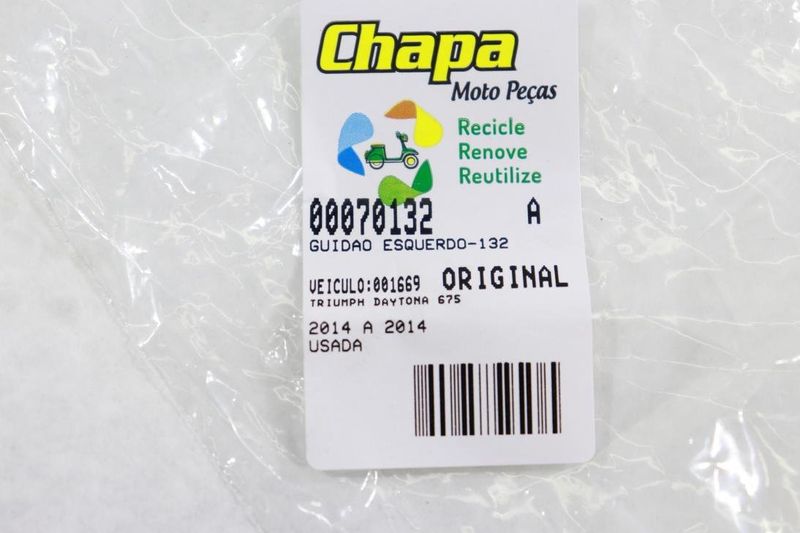 Chapa
Moto Peças
Recicle
Renove
Reutilize
00070132 A
GUIDAO ESQUERDO-132
VEICULO:001669 ORIGINAL
TRIUMPH DAYTONA 675
2014 A 2014
USADA